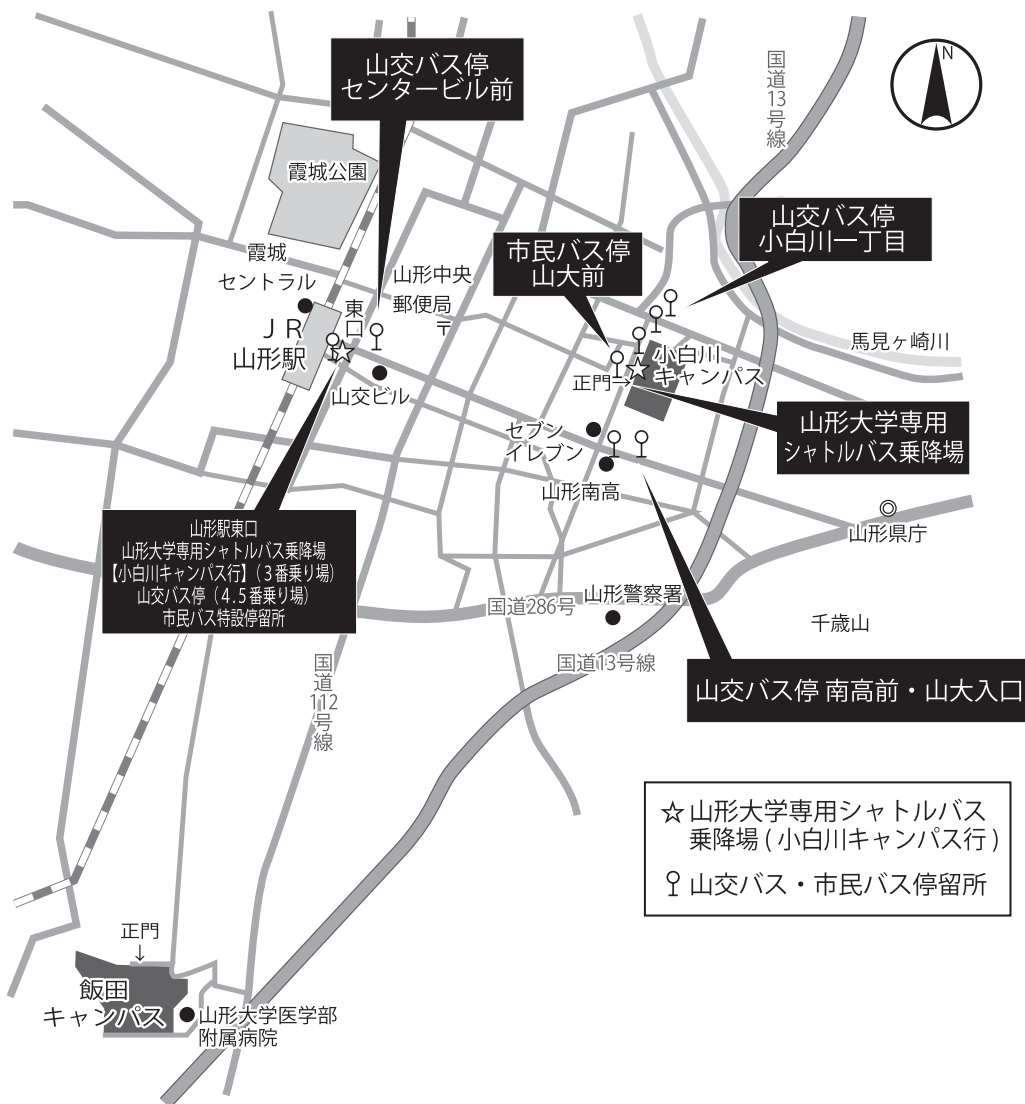 山交バス停
センタービル前
国道13号線
N
霞城公園
山交バス停
小白川一丁目
市民バス停
山大前
霞城
セントラル
山形中央
郵便局
〒
東口
JR
山形駅
馬見ヶ崎川
小白川
キャンパス
正門→
山交ビル
山形大学専用
シャトルバス乗降場
セブン
イレブン
山形南高
山形県庁
山形駅東口
山形大学専用シャトルバス乗降場
【小白川キャンパス行】(3番乗り場)
山交バス停(4.5番乗り場)
市民バス特設停留所
国道286号
山形警察署
千歳山
国道13号線
国道112号線
山交バス停 南高前・山大入口
☆山形大学専用シャトルバス
乗降場(小白川キャンパス行)
山交バス・市民バス停留所
正門
↓
飯田
キャンパス
山形大学医学部
附属病院